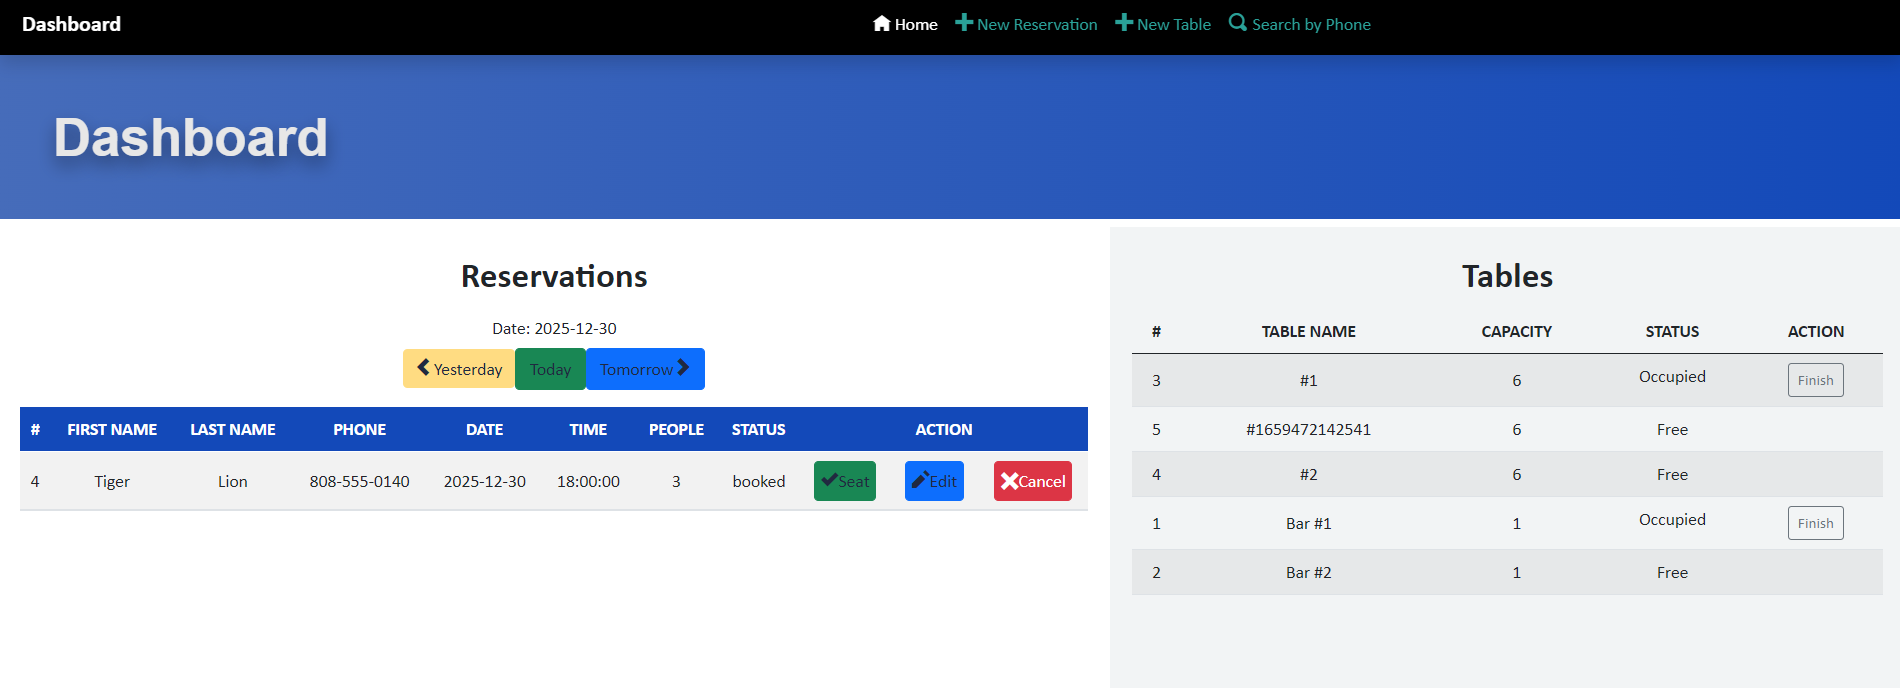 Dashboard Home New Reservation New Table Search by Phone
Dashboard
Reservations
Date: 2025-12-30
Yesterday Today Tomorrow
# FIRST NAME LAST NAME PHONE DATE TIME PEOPLE STATUS ACTION
4 Tiger Lion 808-555-0140 2025-12-30 18:00:00 3 booked Seat Edit Cancel
Tables
# TABLE NAME CAPACITY STATUS ACTION
3 #1 6 Occupied Finish
5 #1659472142541 6 Free
4 #2 6 Free
1 Bar #1 1 Occupied Finish
2 Bar #2 1 Free